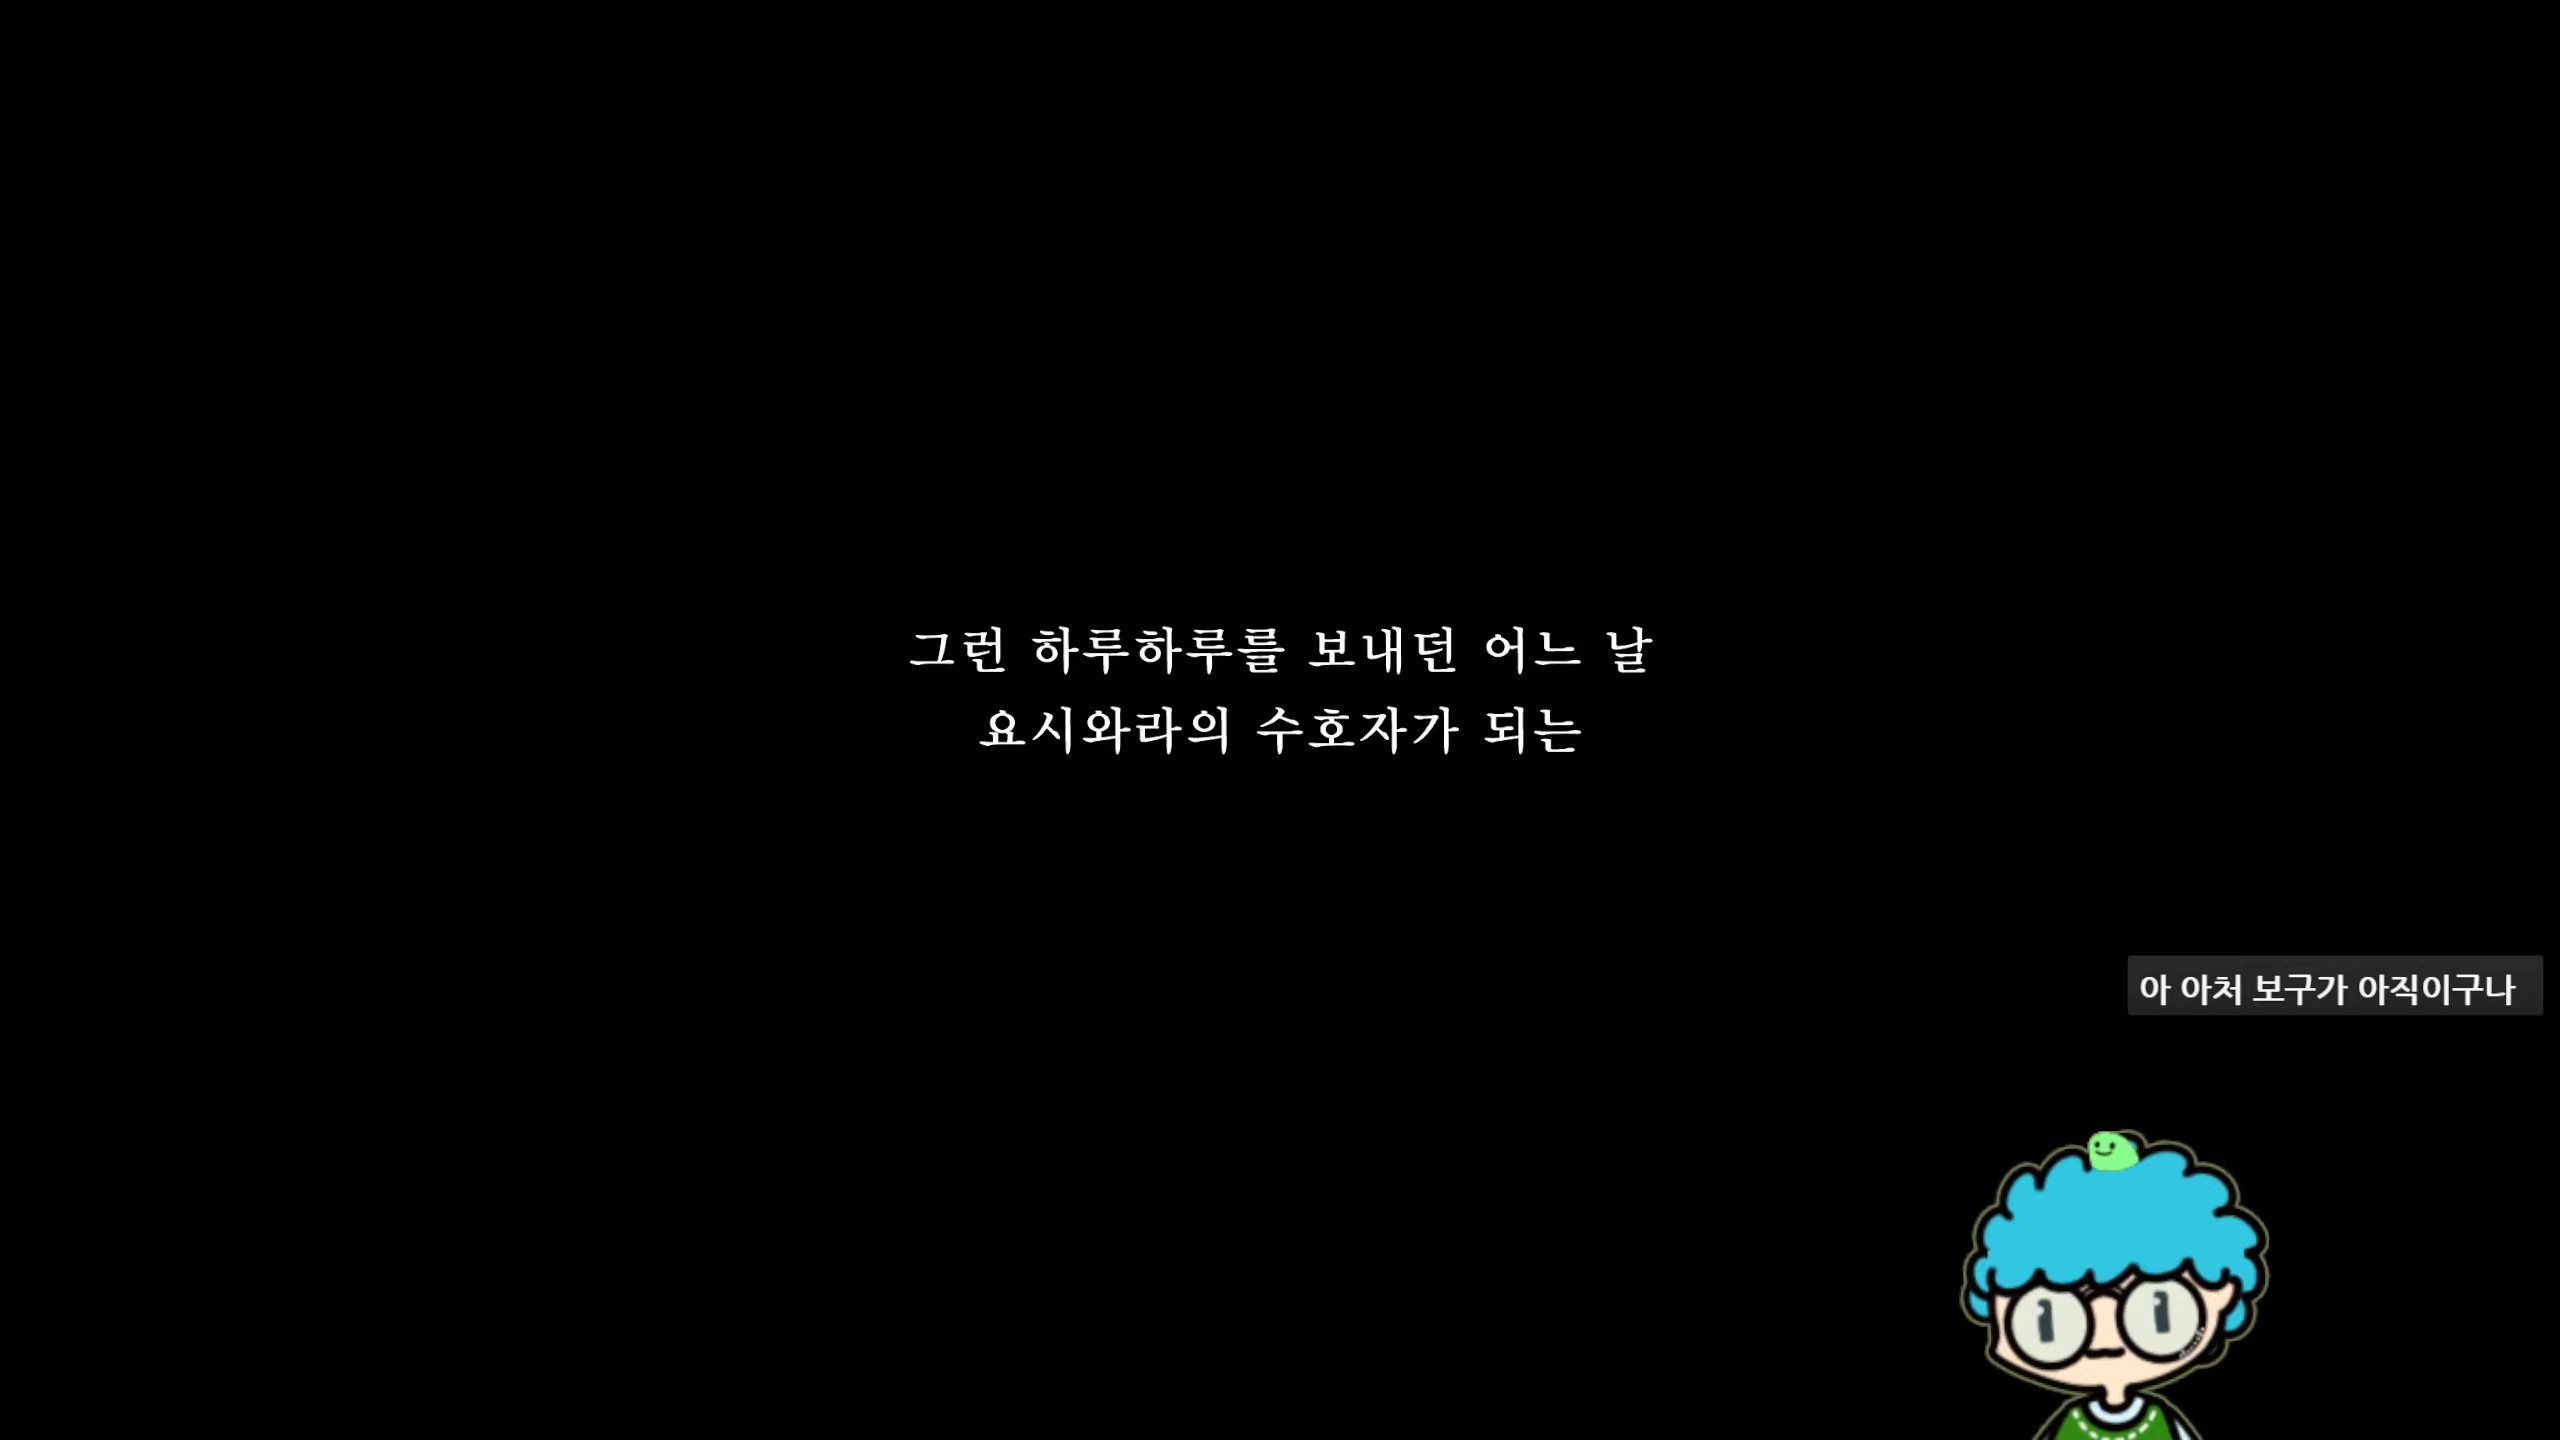 그런 하루하루를 보내던 어느 날
요시와라의 수호자가 되는
아 아처 보구가 아직이구나